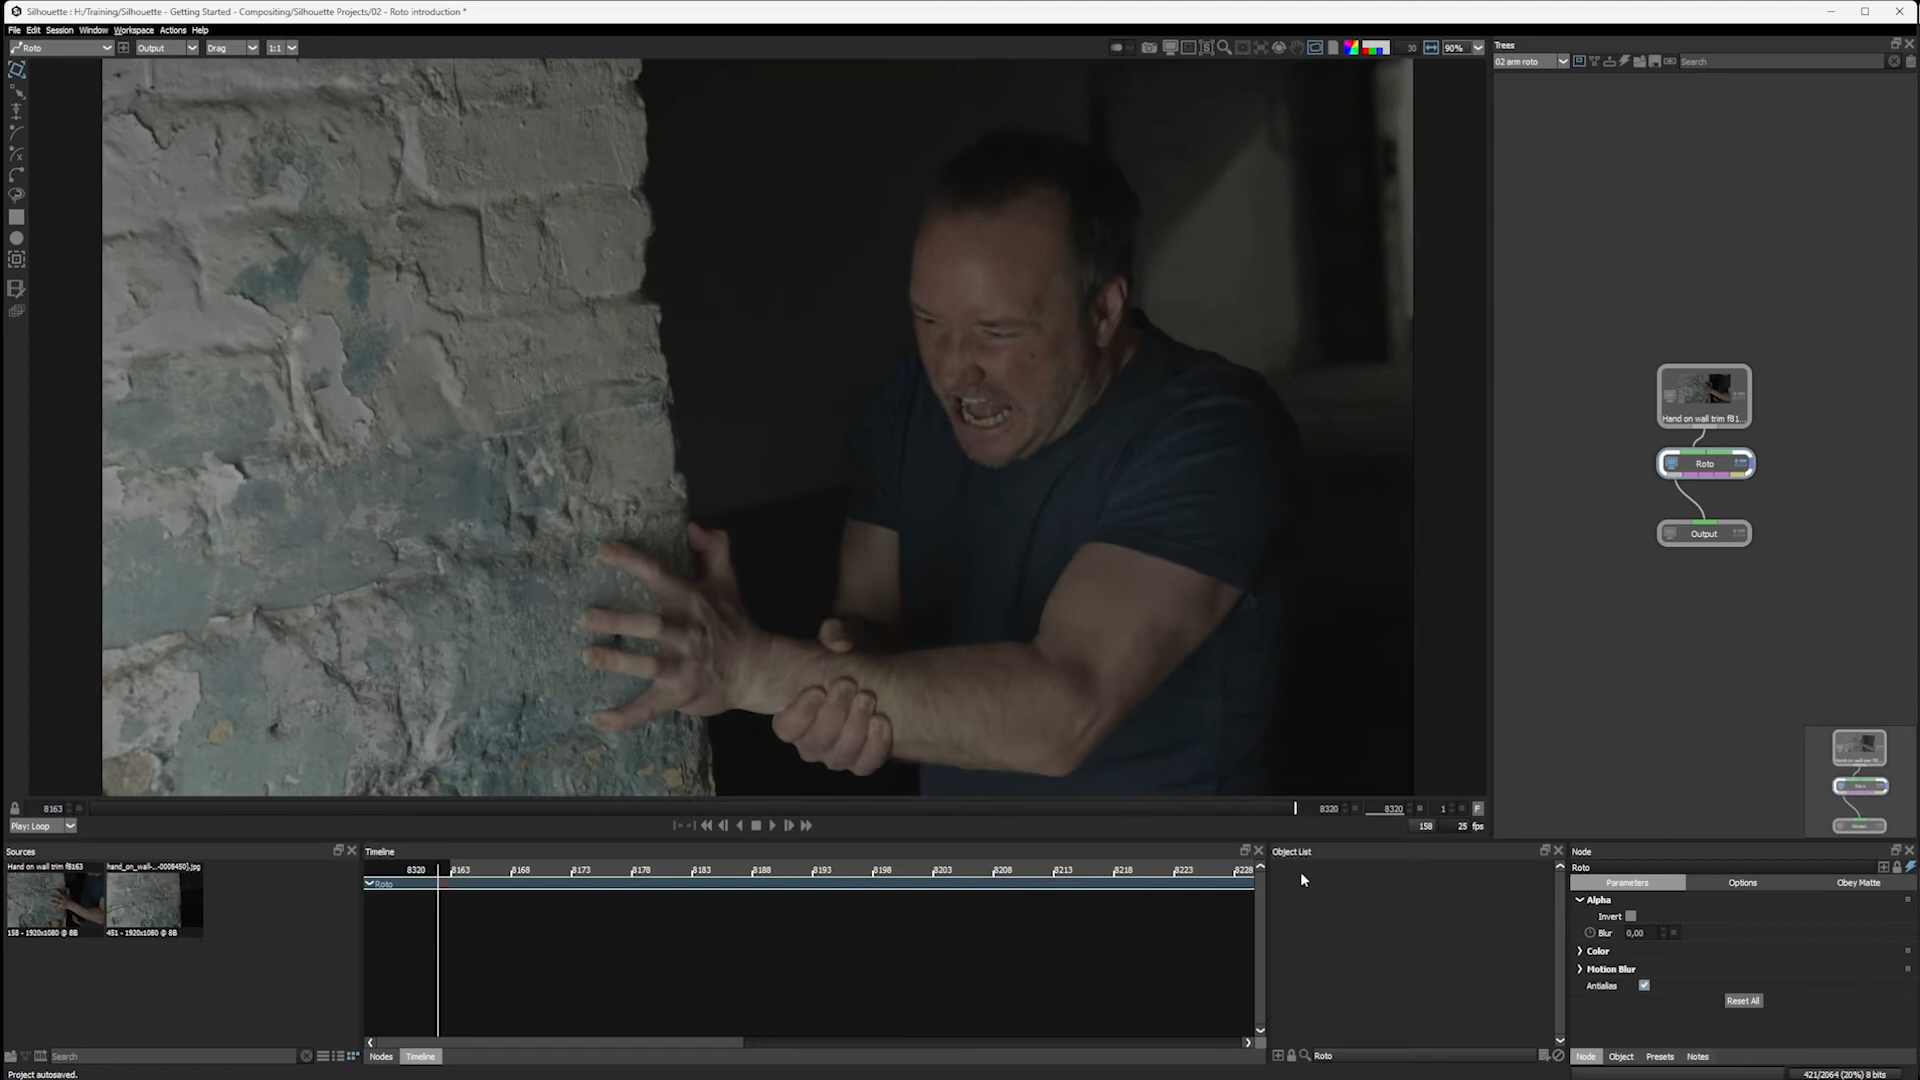 Silhouette : H:/Training/Silhouette - Getting Started - Compositing/Silhouette Projects/02 - Roto introduction *
File Edit Session Window Workspace Actions Help
Roto Output Drag 1:1 30 90%
Trees
02 arm roto Search
Hand on wall trim f81...
Roto
Output
8163 8320 8320 1 F
Play: Loop 158 25 fps
Sources Timeline Object List Node
Hand on wall trim f8163 hand_on_wall-...-0008450].jpg
158 - 1920x1080 @ 8B 451 - 1920x1080 @ 8B
8320 8163 8168 8173 8178 8183 8188 8193 8198 8203 8208 8213 8218 8223 8228
Roto
Roto
Parameters Options Obey Matte
Alpha
Invert
Blur 0,00
Color
Motion Blur
Antialias
Reset All
Search Nodes Timeline Roto Node Object Presets Notes
Project autosaved. 421/2064 (20%) 8 bits